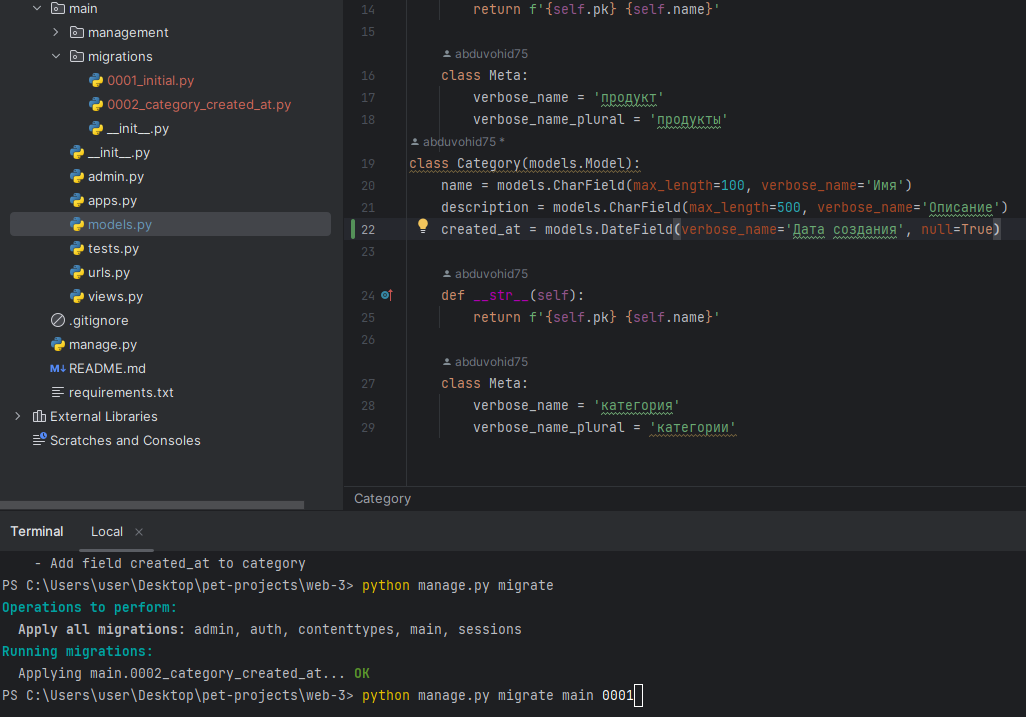 main
management
migrations
0001_initial.py
0002_category_created_at.py
__init__.py
__init__.py
admin.py
apps.py
models.py
tests.py
urls.py
views.py
.gitignore
manage.py
M↓ README.md
requirements.txt
External Libraries
Scratches and Consoles
14 return f'{self.pk} {self.name}'
15
abduvohid75
16 class Meta:
17 verbose_name = 'продукт'
18 verbose_name_plural = 'продукты'
abduvohid75 *
19 class Category(models.Model):
20 name = models.CharField(max_length=100, verbose_name='Имя')
21 description = models.CharField(max_length=500, verbose_name='Описание')
22 created_at = models.DateField(verbose_name='Дата создания', null=True)
23
abduvohid75
24 def __str__(self):
25 return f'{self.pk} {self.name}'
26
abduvohid75
27 class Meta:
28 verbose_name = 'категория'
29 verbose_name_plural = 'категории'
Category
Terminal Local ×
- Add field created_at to category
PS C:\Users\user\Desktop\pet-projects\web-3> python manage.py migrate
Operations to perform:
Apply all migrations: admin, auth, contenttypes, main, sessions
Running migrations:
Applying main.0002_category_created_at... OK
PS C:\Users\user\Desktop\pet-projects\web-3> python manage.py migrate main 0001